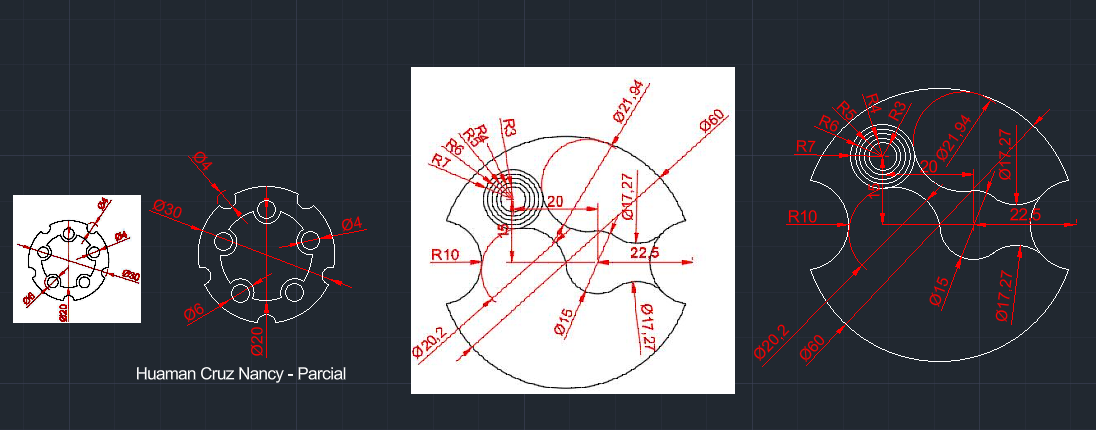 Ø4
Ø4
Ø30
Ø6
Ø20
Ø4
Ø30
Ø4
Ø6
Ø20
Huaman Cruz Nancy - Parcial
R3
R4
R5
R6
R7
Ø21,94
Ø60
20
Ø17,27
15
R10
22,5
Ø20,2
Ø15
Ø17,27
R4
R3
R5
R6
R7
Ø21,94
Ø17,27
20
15
R10
22,5
Ø15
Ø17,27
Ø20,2
Ø60